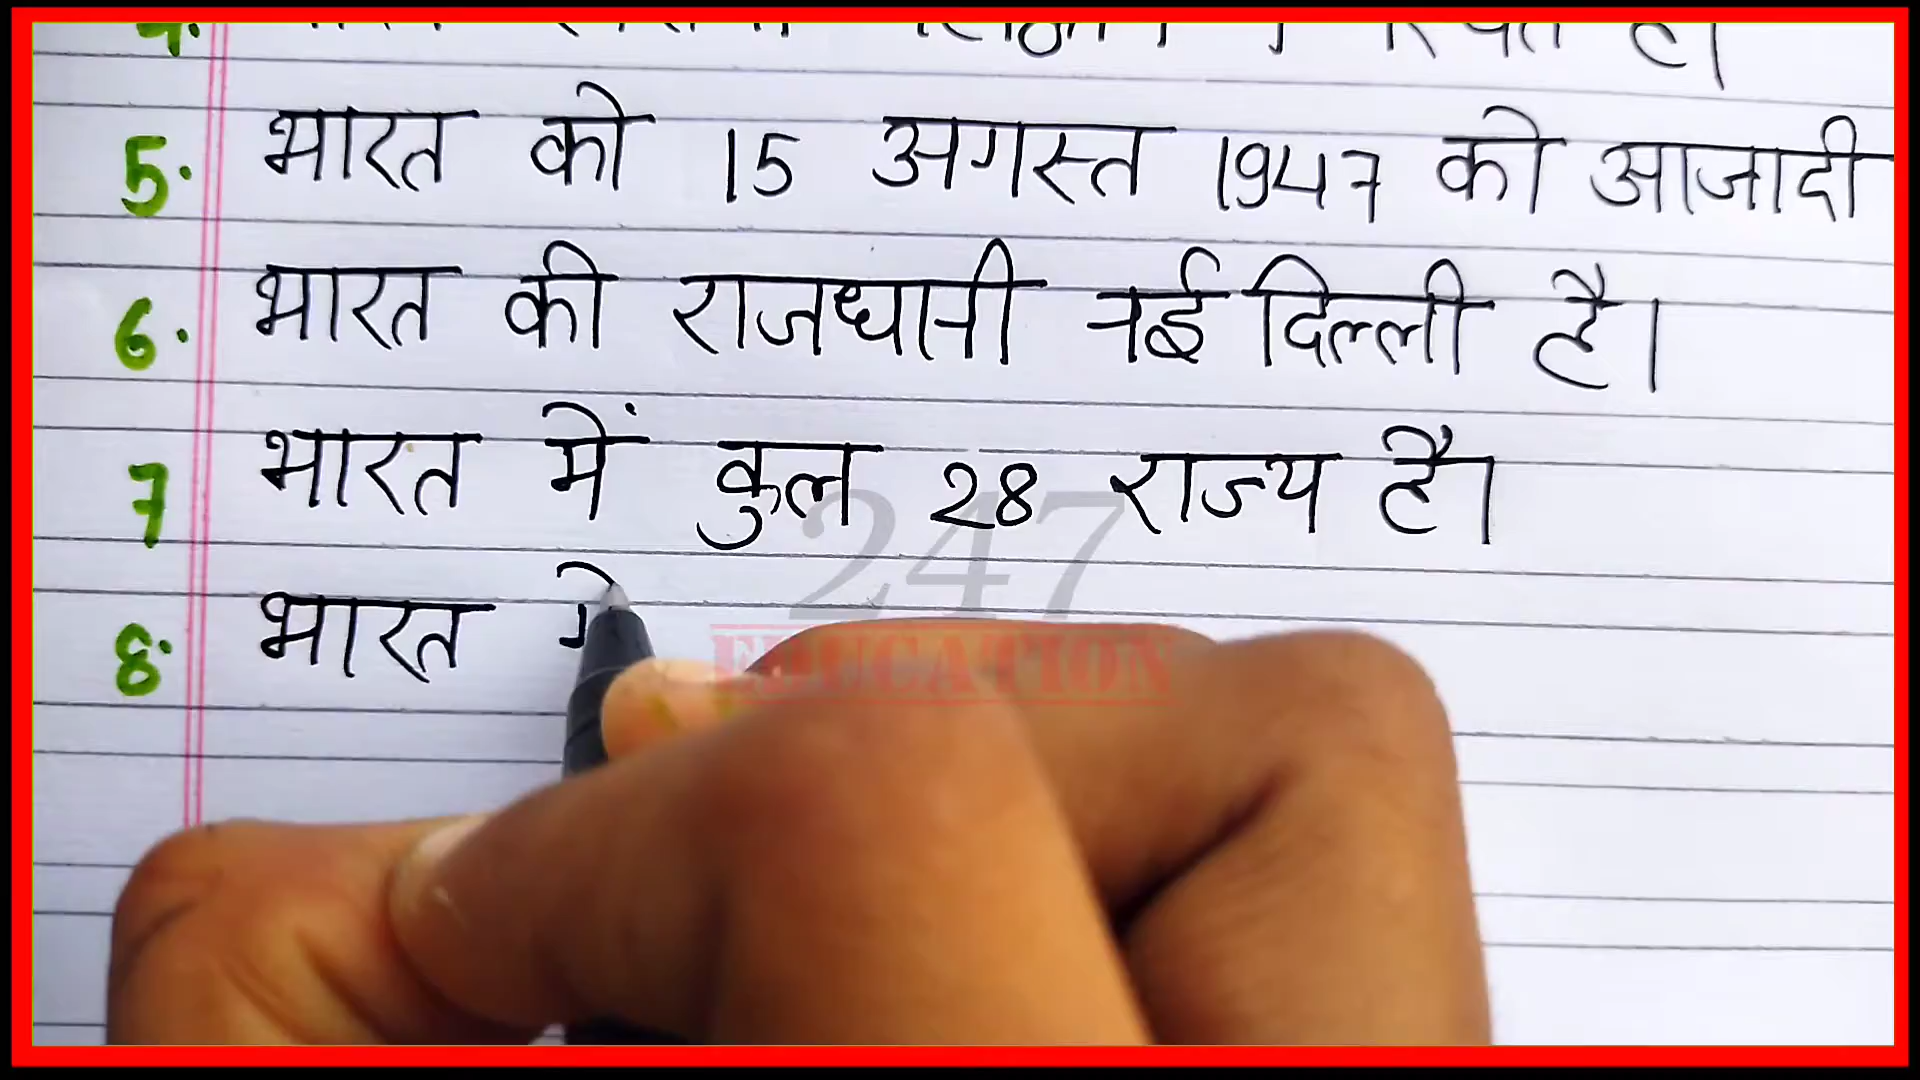 5. भारत को 15 अगस्त 1947 को आजादी
6. भारत की राजधानी नई दिल्ली है।
7 भारत में कुल 28 राज्य है।
8. भारत
247
EDUCATION